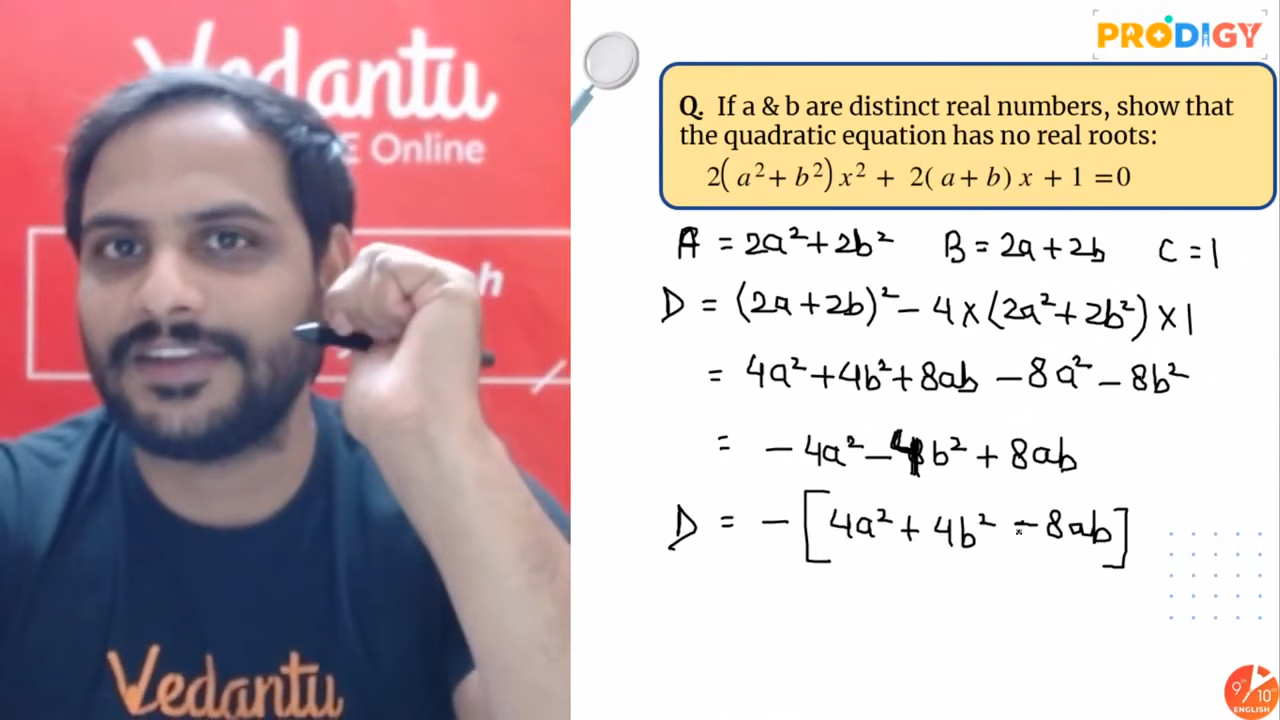 Vedantu
E Online
h
PRODIGY
Q. If a & b are distinct real numbers, show that
the quadratic equation has no real roots:
2( a² + b²) x² + 2( a + b) x + 1 = 0
A = 2a² + 2b² B = 2a + 2b C = 1
D = (2a + 2b)² − 4 × (2a² + 2b²) × 1
= 4a² + 4b² + 8ab − 8a² − 8b²
= − 4a² − 4b² + 8ab
D = − [4a² + 4b² − 8ab]
Vedantu
9th 10th
ENGLISH